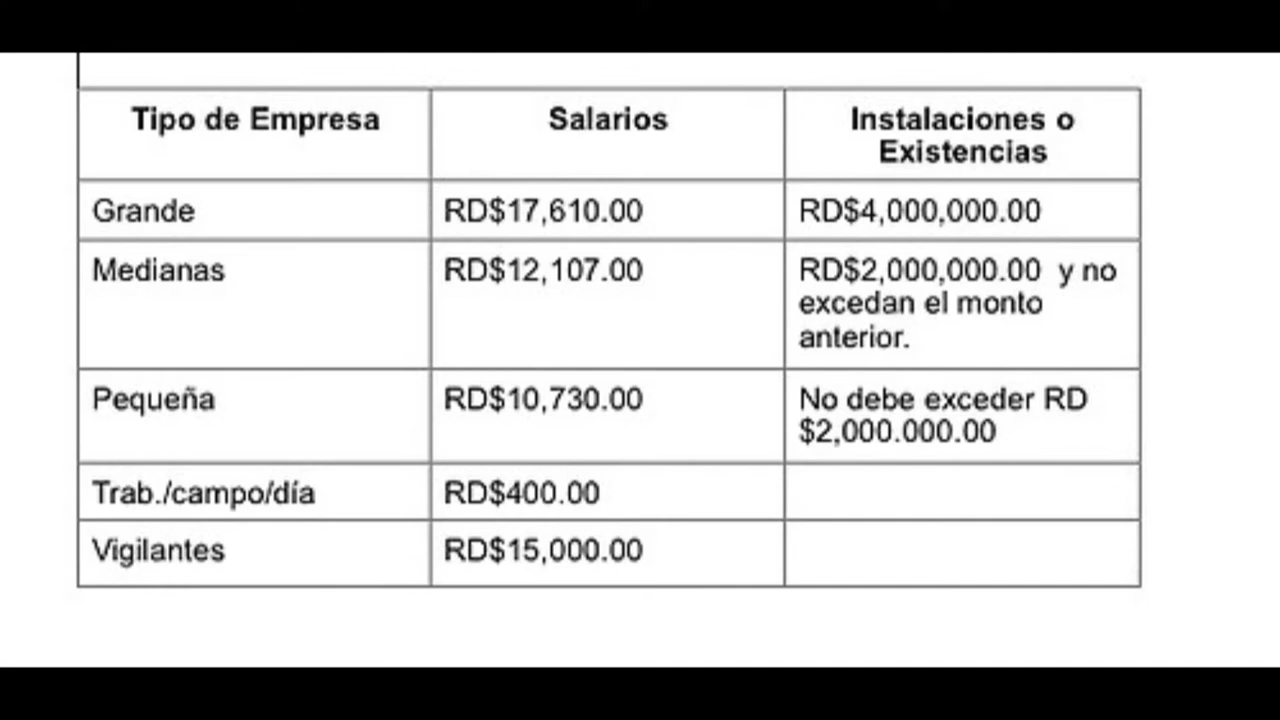 Tipo de Empresa Salarios Instalaciones o
Existencias
Grande RD$17,610.00 RD$4,000,000.00
Medianas RD$12,107.00 RD$2,000,000.00 y no
excedan el monto
anterior.
Pequeña RD$10,730.00 No debe exceder RD
$2,000.000.00
Trab./campo/día RD$400.00
Vigilantes RD$15,000.00